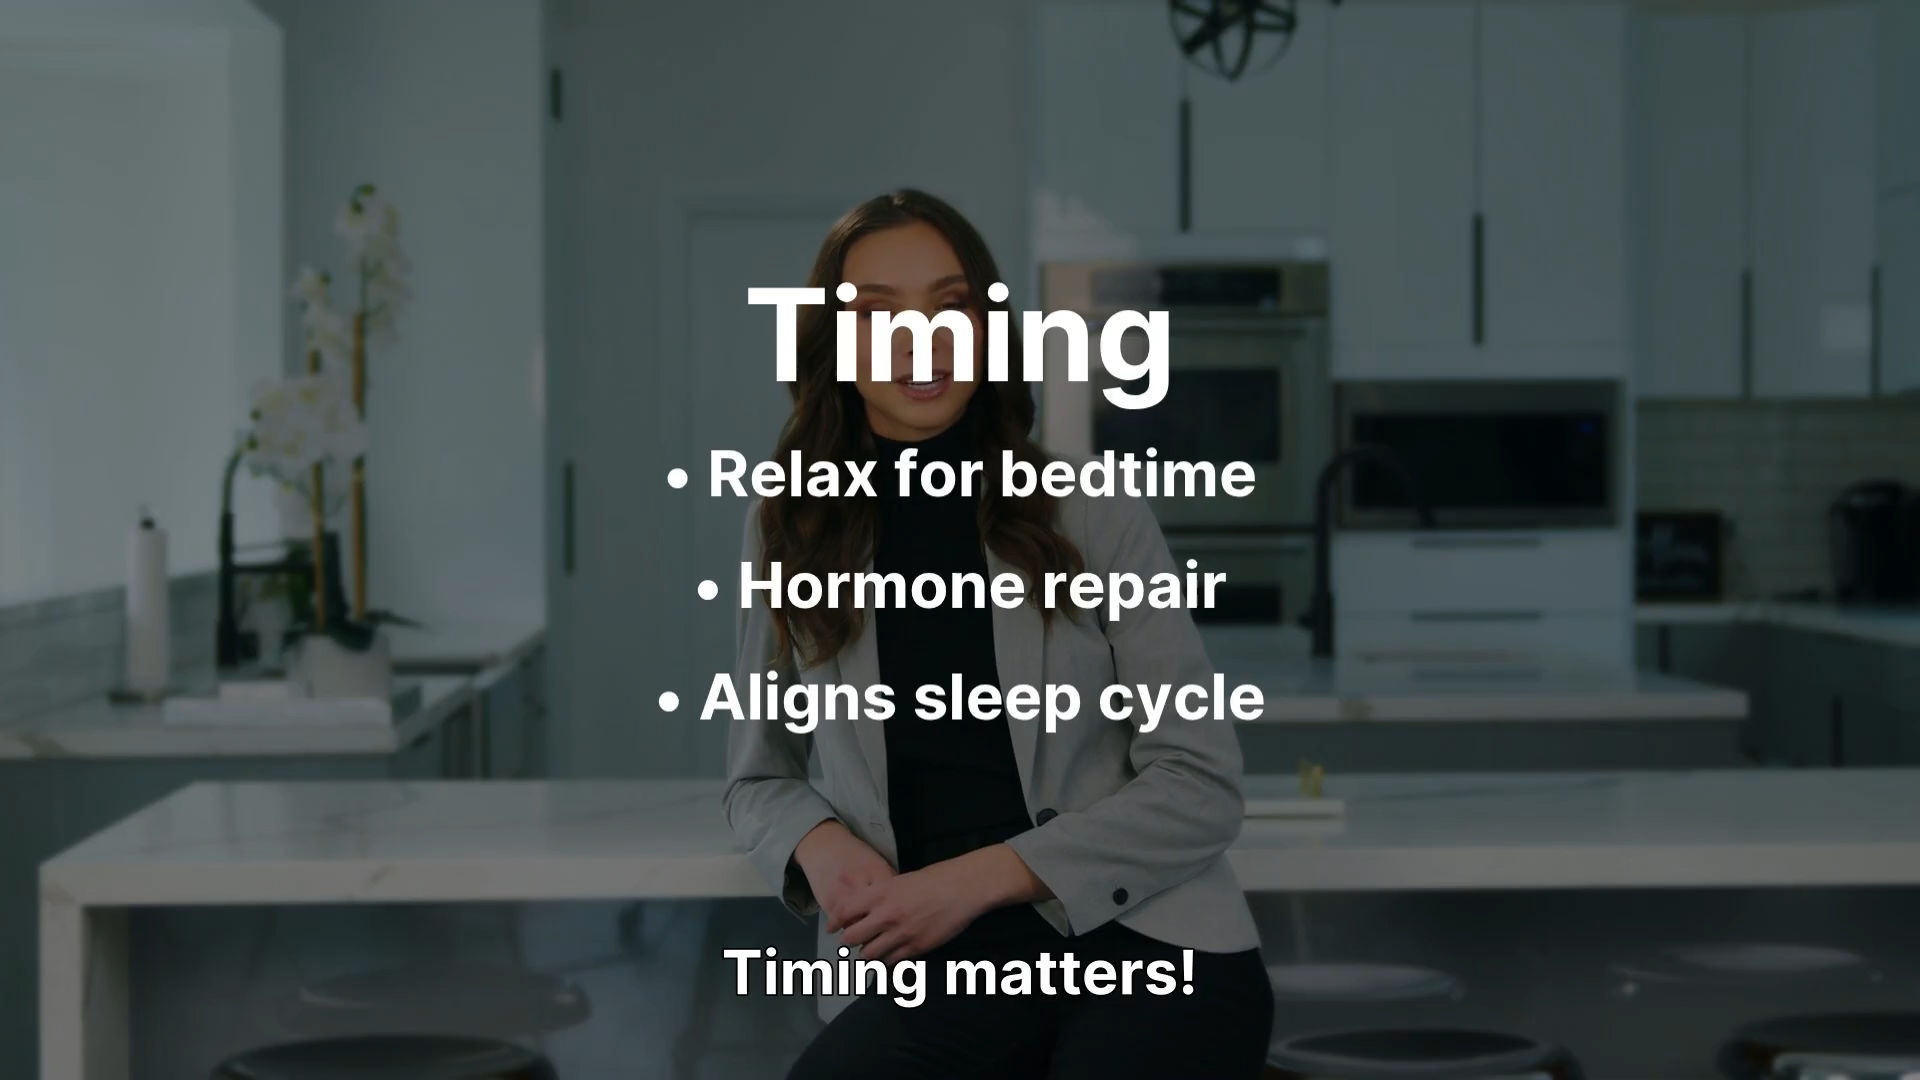 Timing
• Relax for bedtime
• Hormone repair
• Aligns sleep cycle
Timing matters!